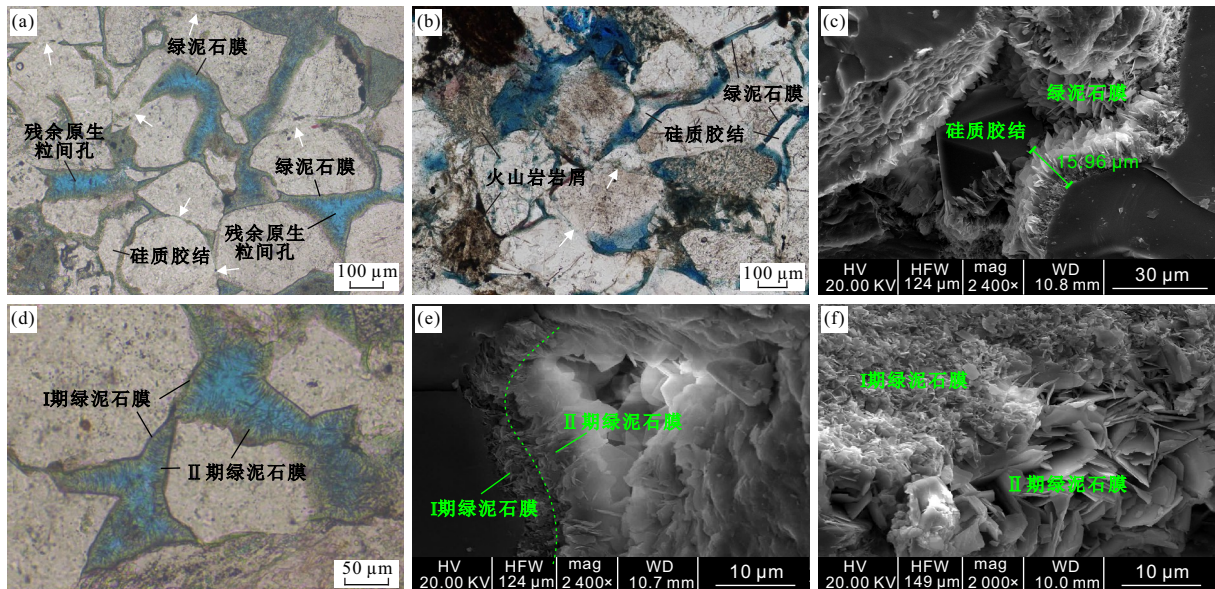 (a)
绿泥石膜
残余原生
粒间孔
绿泥石膜
残余原生
粒间孔
硅质胶结
100 μm
(b)
绿泥石膜
硅质胶结
火山岩岩屑
100 μm
(c)
绿泥石膜
硅质胶结
15.96 μm
HV HFW mag WD
20.00 KV 124 μm 2 400× 10.8 mm 30 μm
(d)
Ⅰ期绿泥石膜
Ⅱ期绿泥石膜
50 μm
(e)
Ⅱ期绿泥石膜
Ⅰ期绿泥石膜
HV HFW mag WD
20.00 KV 124 μm 2 400× 10.7 mm 10 μm
(f)
Ⅰ期绿泥石膜
Ⅱ期绿泥石膜
HV HFW mag WD
20.00 KV 149 μm 2 000× 10.0 mm 10 μm